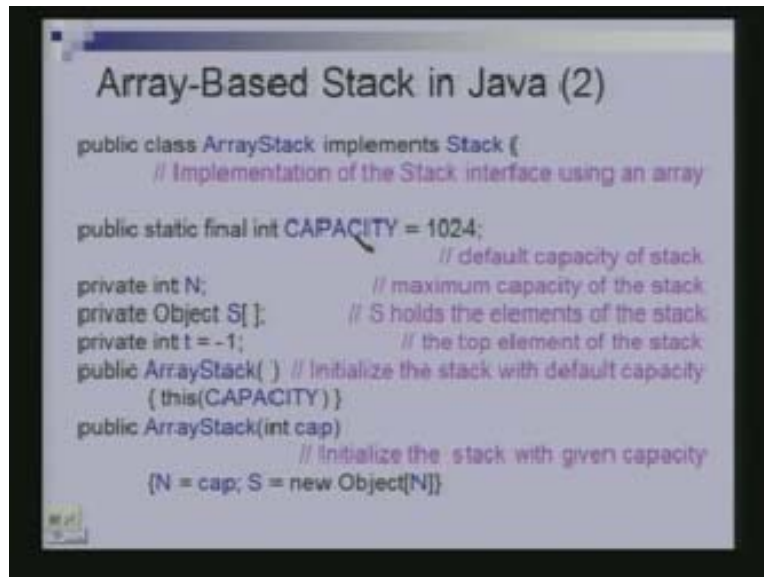 Array-Based Stack in Java (2)
public class ArrayStack implements Stack {
// Implementation of the Stack interface using an array
public static final int CAPACITY = 1024;
// default capacity of stack
private int N; // maximum capacity of the stack
private Object S[ ]; // S holds the elements of the stack
private int t = -1; // the top element of the stack
public ArrayStack( ) // Initialize the stack with default capacity
{ this(CAPACITY) }
public ArrayStack(int cap)
// Initialize the stack with given capacity
{N = cap; S = new Object[N]}